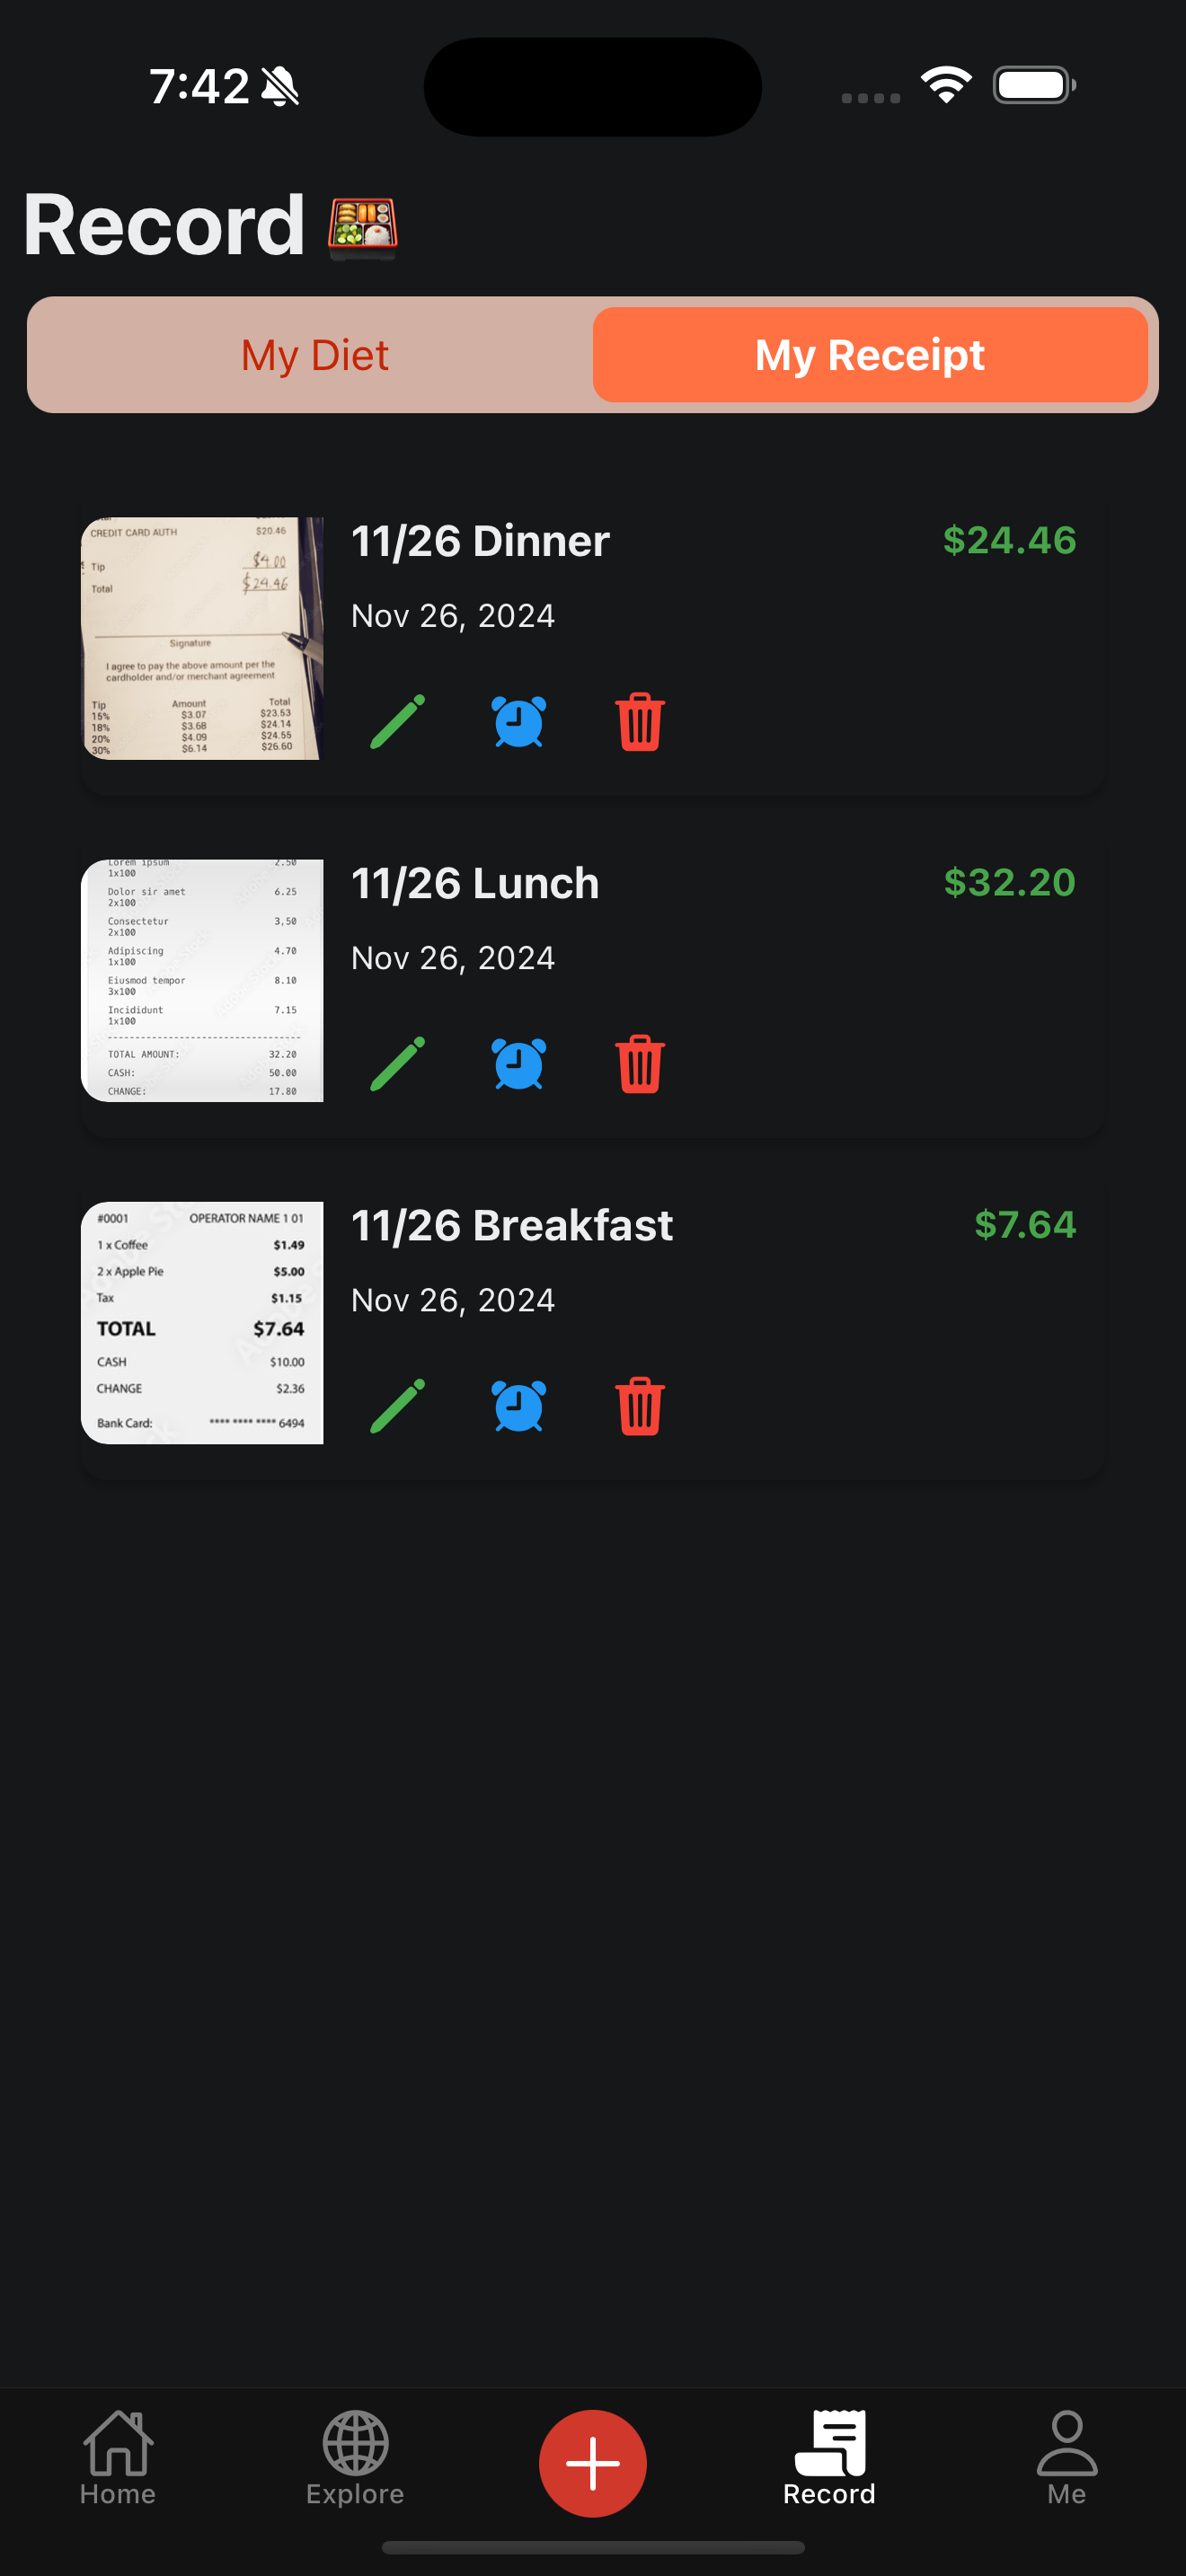 7:42
Record
My Diet
My Receipt
CREDIT CARD AUTH $20.46
Tip $4.00
Total $24.46
Signature
I agree to pay the above amount per the
cardholder and/or merchant agreement
Tip Amount Total
15% $3.07 $23.53
18% $3.68 $24.14
20% $4.09 $24.55
30% $6.14 $26.60
11/26 Dinner
$24.46
Nov 26, 2024
Lorem ipsum 2.50
1x100
Dolor sir amet 6.25
2x100
Consectetur 3,50
2x100
Adipiscing 4.70
1x100
Eiusmod tempor 8.10
3x100
Incididunt 7.15
1x100
TOTAL AMOUNT: 32.20
CASH: 50.00
CHANGE: 17.80
11/26 Lunch
$32.20
Nov 26, 2024
#0001 OPERATOR NAME 1 01
1 x Coffee $1.49
2 x Apple Pie $5.00
Tax $1.15
TOTAL $7.64
CASH $10.00
CHANGE $2.36
Bank Card: **** **** **** 6494
11/26 Breakfast
$7.64
Nov 26, 2024
Home
Explore
Record
Me